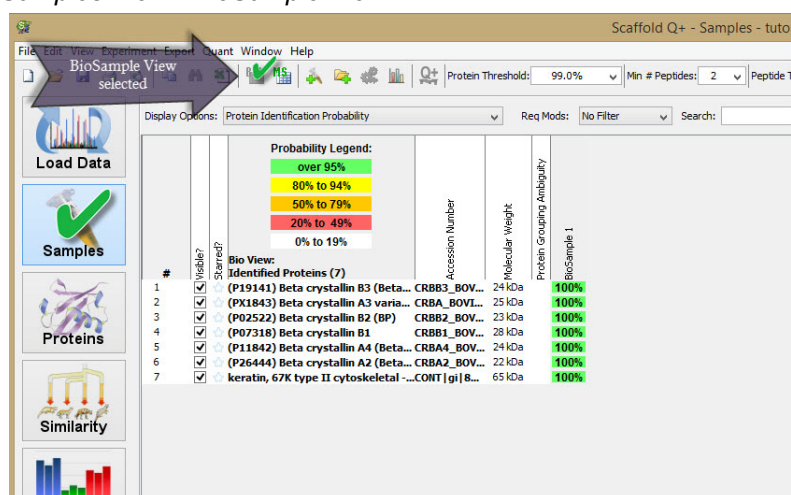 Scaffold Q+ - Samples - tuto
File Edit View Experiment Export Quant Window Help
BioSample View
selected
MS
Q+ Protein Threshold: 99.0% Min # Peptides: 2 Peptide T
Display Options: Protein Identification Probability Req Mods: No Filter Search:
Load Data
Samples
Proteins
Similarity
Probability Legend:
over 95%
80% to 94%
50% to 79%
20% to 49%
0% to 19%
Bio View:
Identified Proteins (7)
# Visible? Starred? Accession Number Molecular Weight Protein Grouping Ambiguity BioSample 1
1 (P19141) Beta crystallin B3 (Beta... CRBB3_BOV... 24 kDa 100%
2 (PX1843) Beta crystallin A3 varia... CRBA_BOVI... 25 kDa 100%
3 (P02522) Beta crystallin B2 (BP) CRBB2_BOV... 23 kDa 100%
4 (P07318) Beta crystallin B1 CRBB1_BOV... 28 kDa 100%
5 (P11842) Beta crystallin A4 (Beta... CRBA4_BOV... 24 kDa 100%
6 (P26444) Beta crystallin A2 (Beta... CRBA2_BOV... 22 kDa 100%
7 keratin, 67K type II cytoskeletal -... CONT|gi|8... 65 kDa 100%